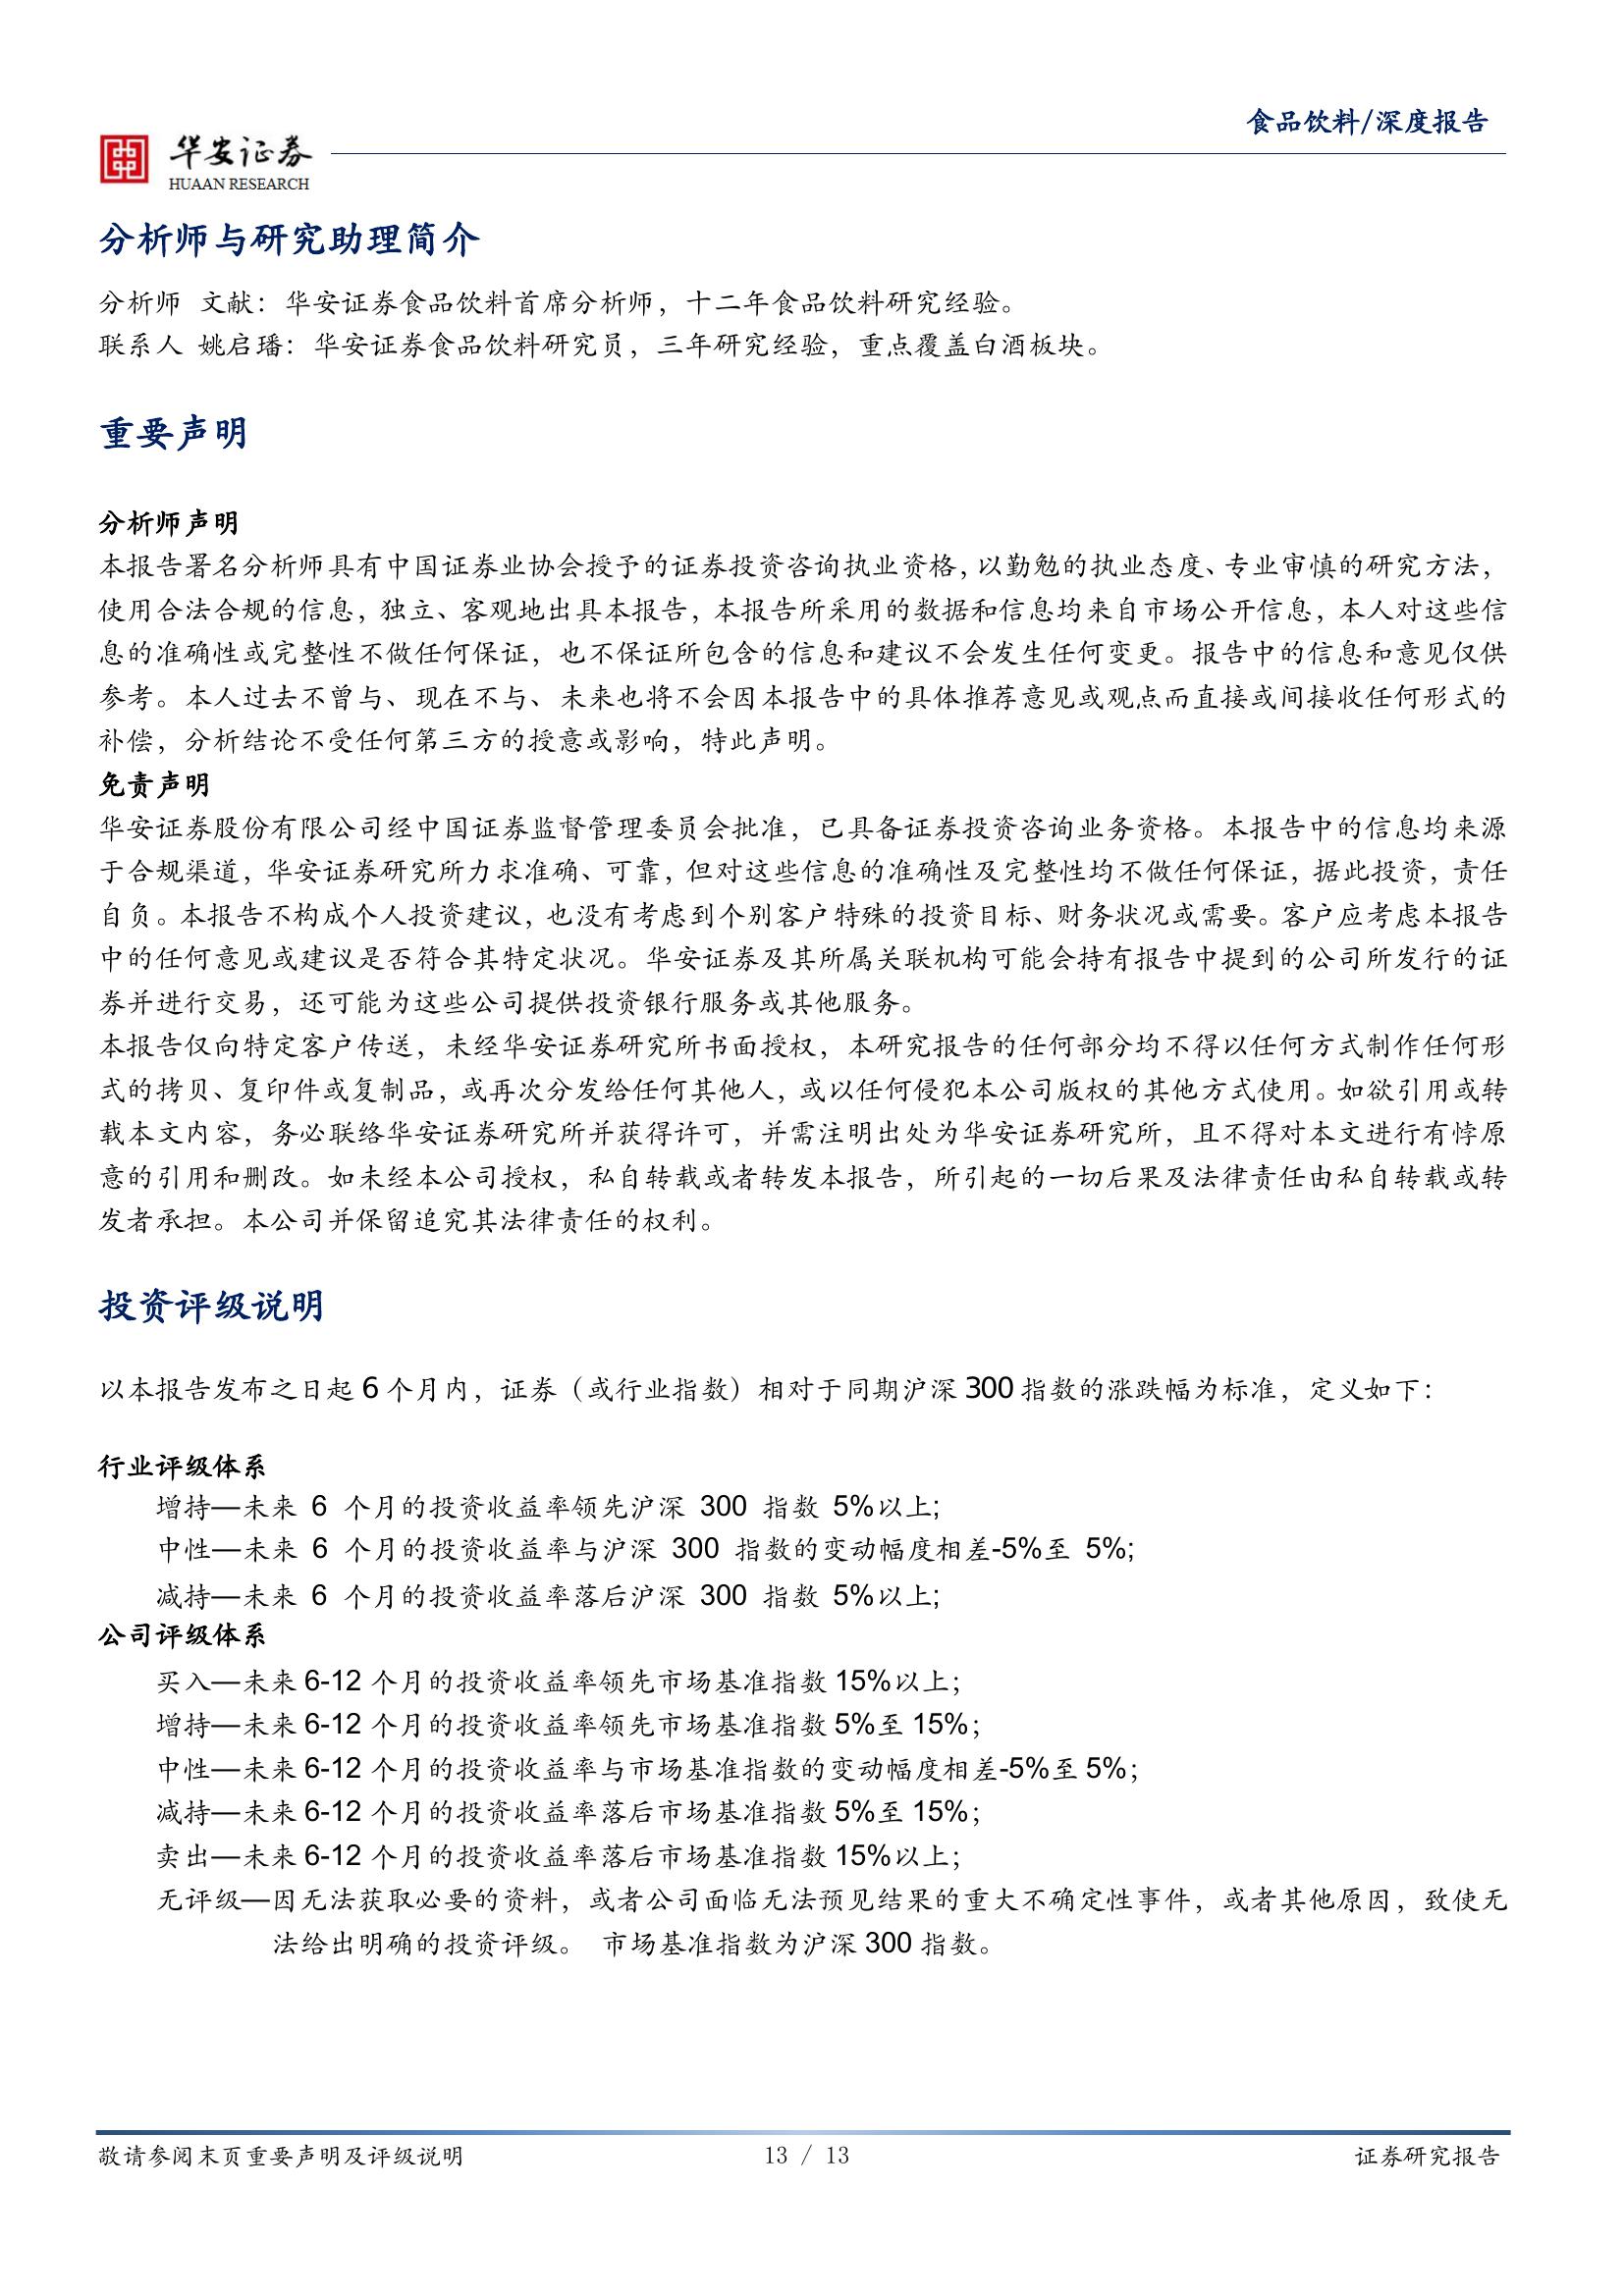 食品饮料/深度报告
华安证券
HUAAN RESEARCH
分析师与研究助理简介
分析师 文献：华安证券食品饮料首席分析师，十二年食品饮料研究经验。
联系人 姚启璠：华安证券食品饮料研究员，三年研究经验，重点覆盖白酒板块。
重要声明
分析师声明
本报告署名分析师具有中国证券业协会授予的证券投资咨询执业资格，以勤勉的执业态度、专业审慎的研究方法，
使用合法合规的信息，独立、客观地出具本报告，本报告所采用的数据和信息均来自市场公开信息，本人对这些信
息的准确性或完整性不做任何保证，也不保证所包含的信息和建议不会发生任何变更。报告中的信息和意见仅供
参考。本人过去不曾与、现在不与、未来也将不会因本报告中的具体推荐意见或观点而直接或间接收任何形式的
补偿，分析结论不受任何第三方的授意或影响，特此声明。
免责声明
华安证券股份有限公司经中国证券监督管理委员会批准，已具备证券投资咨询业务资格。本报告中的信息均来源
于合规渠道，华安证券研究所力求准确、可靠，但对这些信息的准确性及完整性均不做任何保证，据此投资，责任
自负。本报告不构成个人投资建议，也没有考虑到个别客户特殊的投资目标、财务状况或需要。客户应考虑本报告
中的任何意见或建议是否符合其特定状况。华安证券及其所属关联机构可能会持有报告中提到的公司所发行的证
券并进行交易，还可能为这些公司提供投资银行服务或其他服务。
本报告仅向特定客户传送，未经华安证券研究所书面授权，本研究报告的任何部分均不得以任何方式制作任何形
式的拷贝、复印件或复制品，或再次分发给任何其他人，或以任何侵犯本公司版权的其他方式使用。如欲引用或转
载本文内容，务必联络华安证券研究所并获得许可，并需注明出处为华安证券研究所，且不得对本文进行有悖原
意的引用和删改。如未经本公司授权，私自转载或者转发本报告，所引起的一切后果及法律责任由私自转载或转
发者承担。本公司并保留追究其法律责任的权利。
投资评级说明
以本报告发布之日起 6 个月内，证券（或行业指数）相对于同期沪深 300 指数的涨跌幅为标准，定义如下：
行业评级体系
增持—未来 6 个月的投资收益率领先沪深 300 指数 5%以上;
中性—未来 6 个月的投资收益率与沪深 300 指数的变动幅度相差-5%至 5%;
减持—未来 6 个月的投资收益率落后沪深 300 指数 5%以上;
公司评级体系
买入—未来 6-12 个月的投资收益率领先市场基准指数 15%以上；
增持—未来 6-12 个月的投资收益率领先市场基准指数 5%至 15%；
中性—未来 6-12 个月的投资收益率与市场基准指数的变动幅度相差-5%至 5%；
减持—未来 6-12 个月的投资收益率落后市场基准指数 5%至 15%；
卖出—未来 6-12 个月的投资收益率落后市场基准指数 15%以上；
无评级—因无法获取必要的资料，或者公司面临无法预见结果的重大不确定性事件，或者其他原因，致使无
法给出明确的投资评级。 市场基准指数为沪深 300 指数。
敬请参阅末页重要声明及评级说明 13 / 13 证券研究报告